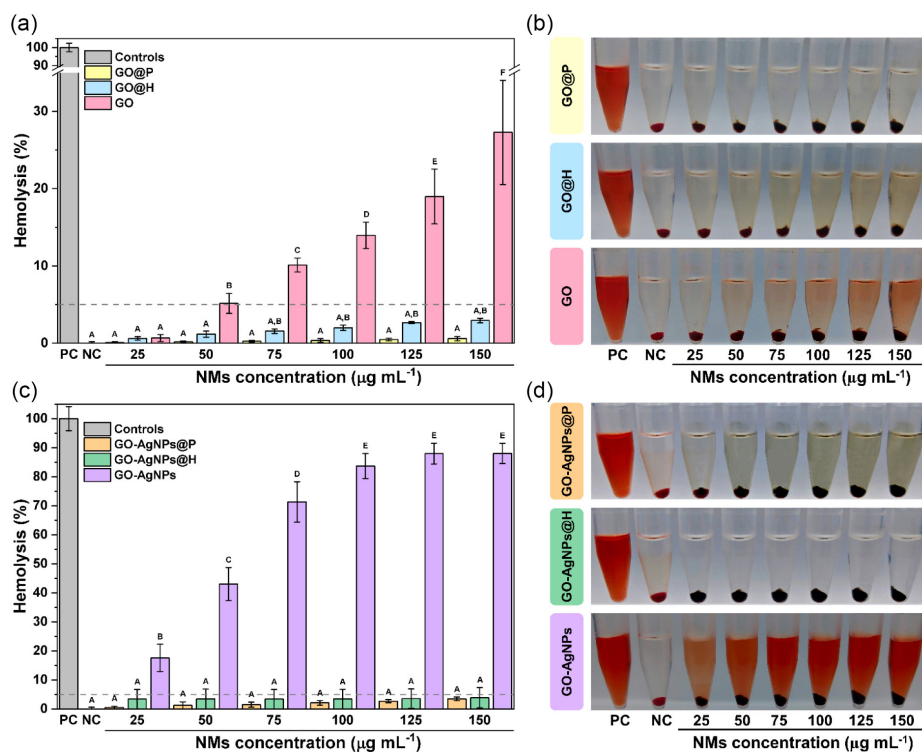 (a)
100
90
30
20
10
0
Hemolysis (%)
Controls
GO@P
GO@H
GO
A A A A A A A B A A,B C A A,B D A A,B E A A,B F
PC NC 25 50 75 100 125 150
NMs concentration (μg mL⁻¹)
(b)
GO@P
GO@H
GO
PC NC 25 50 75 100 125 150
NMs concentration (μg mL⁻¹)
(c)
100
90
80
70
60
50
40
30
20
10
5
0
Hemolysis (%)
Controls
GO-AgNPs@P
GO-AgNPs@H
GO-AgNPs
A A A B A A C A A D A A E A A E A A E
PC NC 25 50 75 100 125 150
NMs concentration (μg mL⁻¹)
(d)
GO-AgNPs@P
GO-AgNPs@H
GO-AgNPs
PC NC 25 50 75 100 125 150
NMs concentration (μg mL⁻¹)